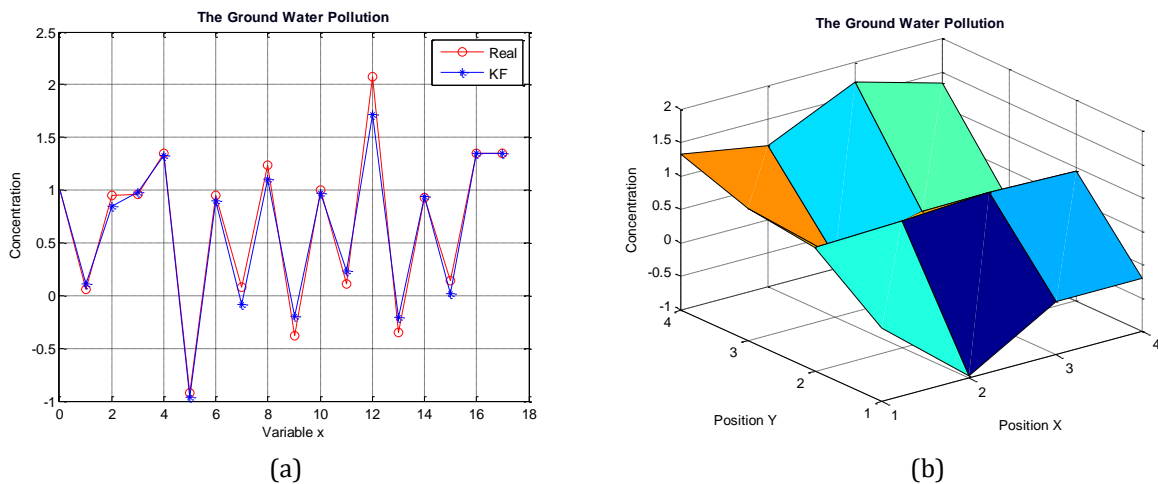 The Ground Water Pollution
2.5
2
1.5
1
0.5
0
-0.5
-1
0 2 4 6 8 10 12 14 16 18
Concentration
Variable x
Real
KF
(a)
The Ground Water Pollution
2
1.5
1
0.5
0
-0.5
-1
Concentration
4
3
2
1
Position Y
1
2
3
4
Position X
(b)